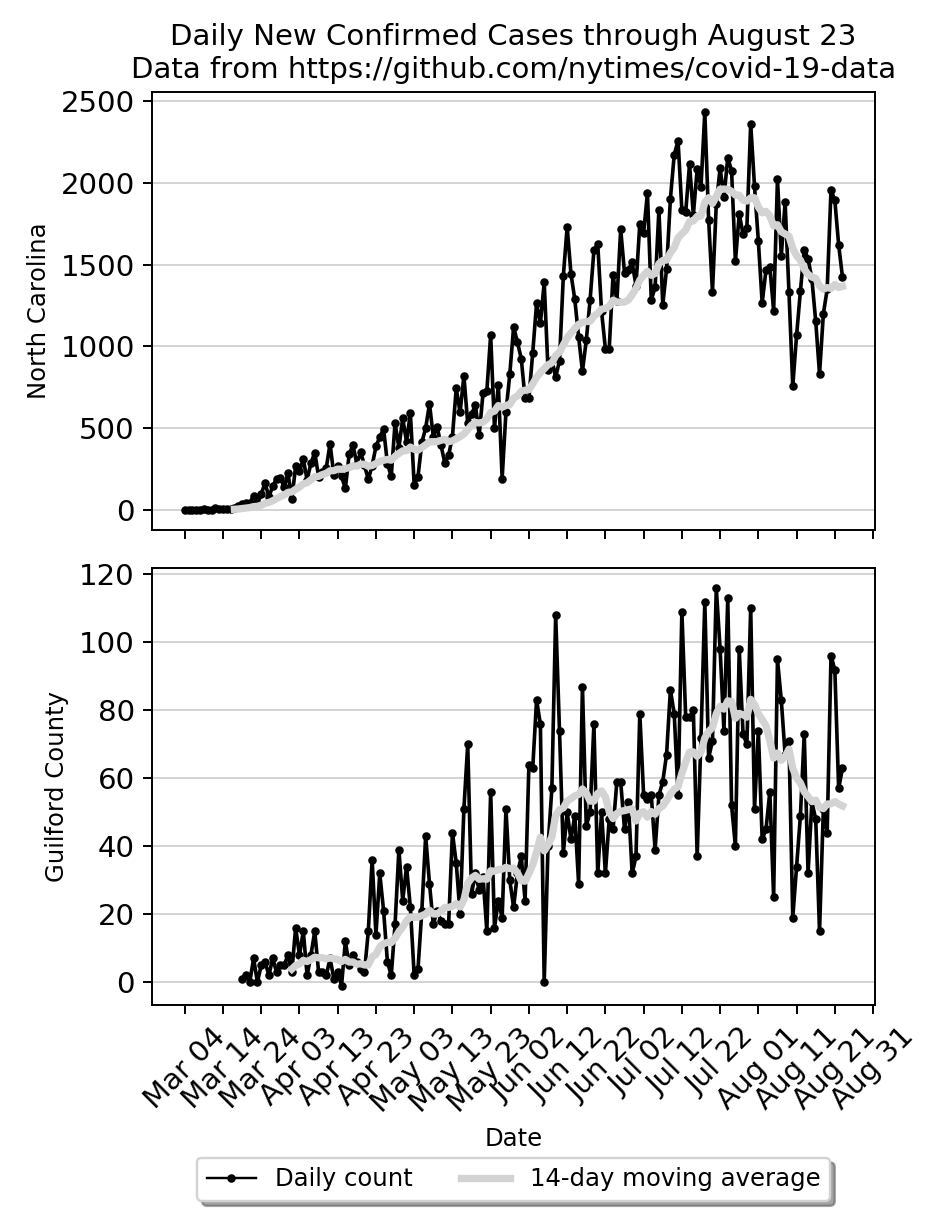 Daily New Confirmed Cases through August 23
Data from https://github.com/nytimes/covid-19-data
2500
2000
1500
1000
500
0
North Carolina
120
100
80
60
40
20
0
Guilford County
Mar 04
Mar 14
Mar 24
Apr 03
Apr 13
Apr 23
May 03
May 13
May 23
Jun 02
Jun 12
Jun 22
Jul 02
Jul 12
Jul 22
Aug 01
Aug 11
Aug 21
Aug 31
Date
Daily count
14-day moving average